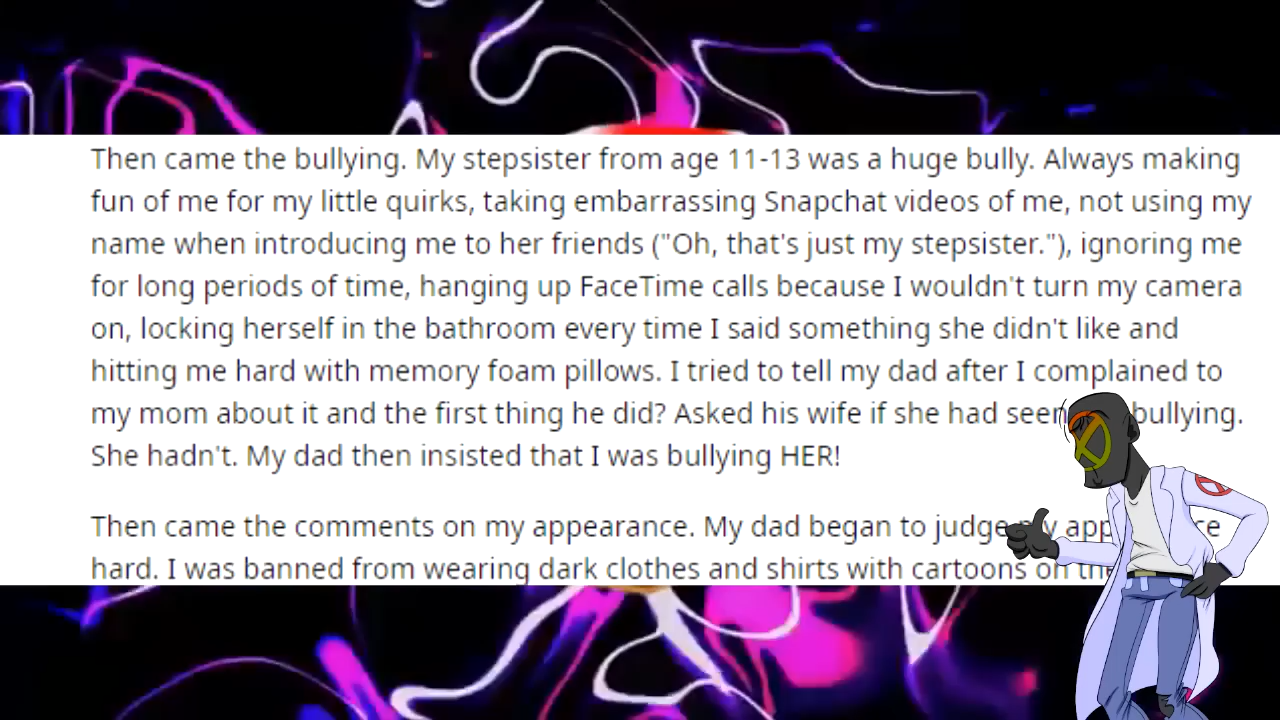 Then came the bullying. My stepsister from age 11-13 was a huge bully. Always making
fun of me for my little quirks, taking embarrassing Snapchat videos of me, not using my
name when introducing me to her friends ("Oh, that's just my stepsister."), ignoring me
for long periods of time, hanging up FaceTime calls because I wouldn't turn my camera
on, locking herself in the bathroom every time I said something she didn't like and
hitting me hard with memory foam pillows. I tried to tell my dad after I complained to
my mom about it and the first thing he did? Asked his wife if she had seen bullying.
She hadn't. My dad then insisted that I was bullying HER!
Then came the comments on my appearance. My dad began to judge
hard. I was banned from wearing dark clothes and shirts with cartoons on